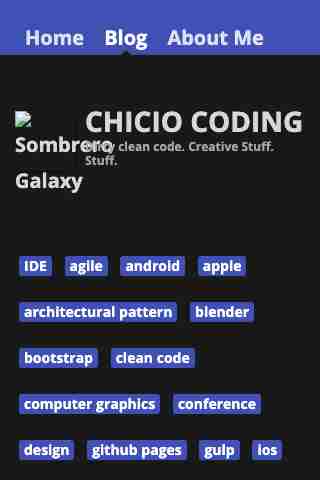 Home Blog About Me
CHICIO CODING
Sombrero
Dirty clean code. Creative Stuff.
Stuff.
Galaxy
IDE agile android apple
architectural pattern blender
bootstrap clean code
computer graphics conference
design github pages gulp ios